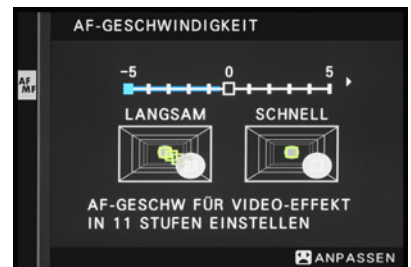 AF-GESCHWINDIGKEIT
-5 0 5
AF
MF
LANGSAM SCHNELL
AF-GESCHW FÜR VIDEO-EFFEKT
IN 11 STUFEN EINSTELLEN
ANPASSEN